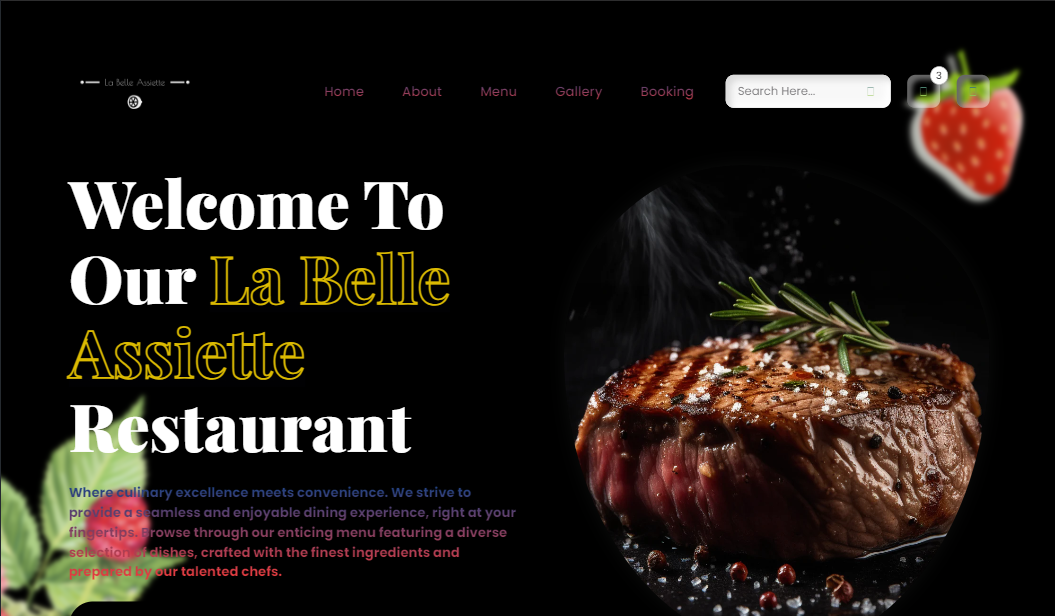 La Belle Assiette
Home About Menu Gallery Booking
Search Here...
3
Welcome To
Our La Belle
Assiette
Restaurant
Where culinary excellence meets convenience. We strive to
provide a seamless and enjoyable dining experience, right at your
fingertips. Browse through our enticing menu featuring a diverse
selection of dishes, crafted with the finest ingredients and
prepared by our talented chefs.